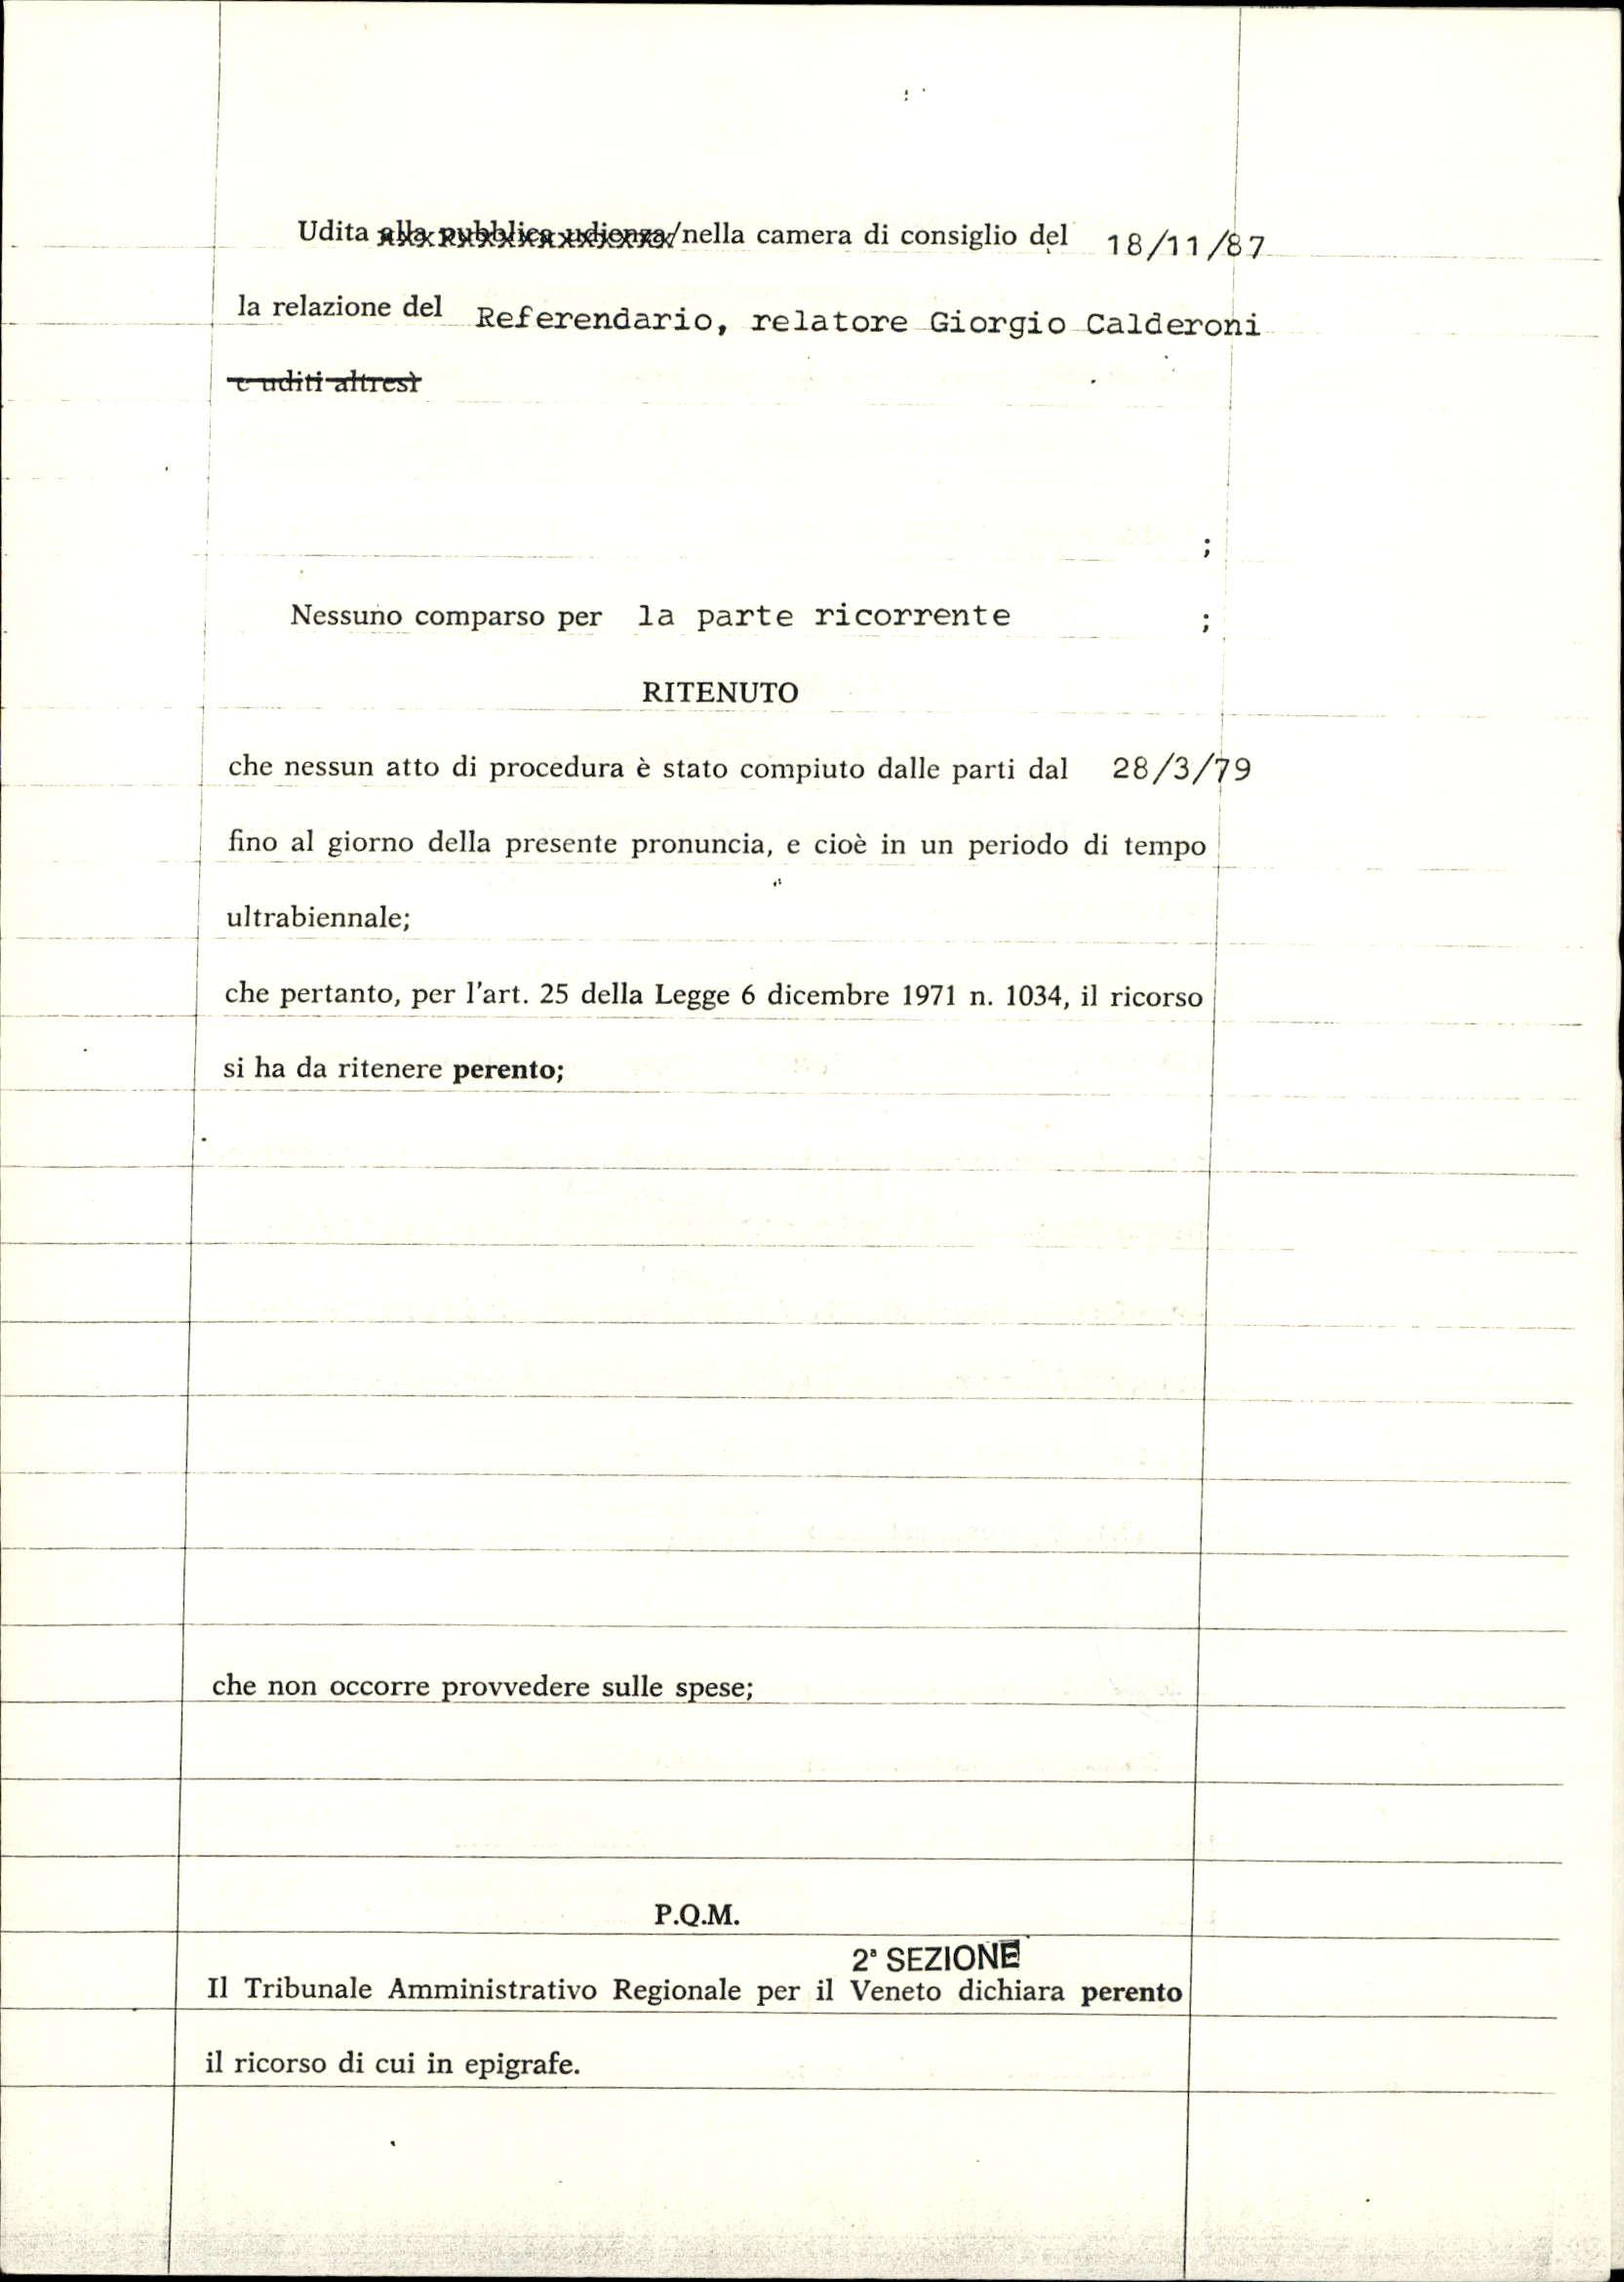 Udita alla pubblica udienza/nella camera di consiglio del 18/11/87
la relazione del Referendario, relatore Giorgio Calderoni
e uditi altresì
;
Nessuno comparso per la parte ricorrente ;
RITENUTO
che nessun atto di procedura è stato compiuto dalle parti dal 28/3/79
fino al giorno della presente pronuncia, e cioè in un periodo di tempo
ultrabiennale;
che pertanto, per l'art. 25 della Legge 6 dicembre 1971 n. 1034, il ricorso
si ha da ritenere perento;
che non occorre provvedere sulle spese;
P.Q.M.
2ª SEZIONE
Il Tribunale Amministrativo Regionale per il Veneto dichiara perento
il ricorso di cui in epigrafe.